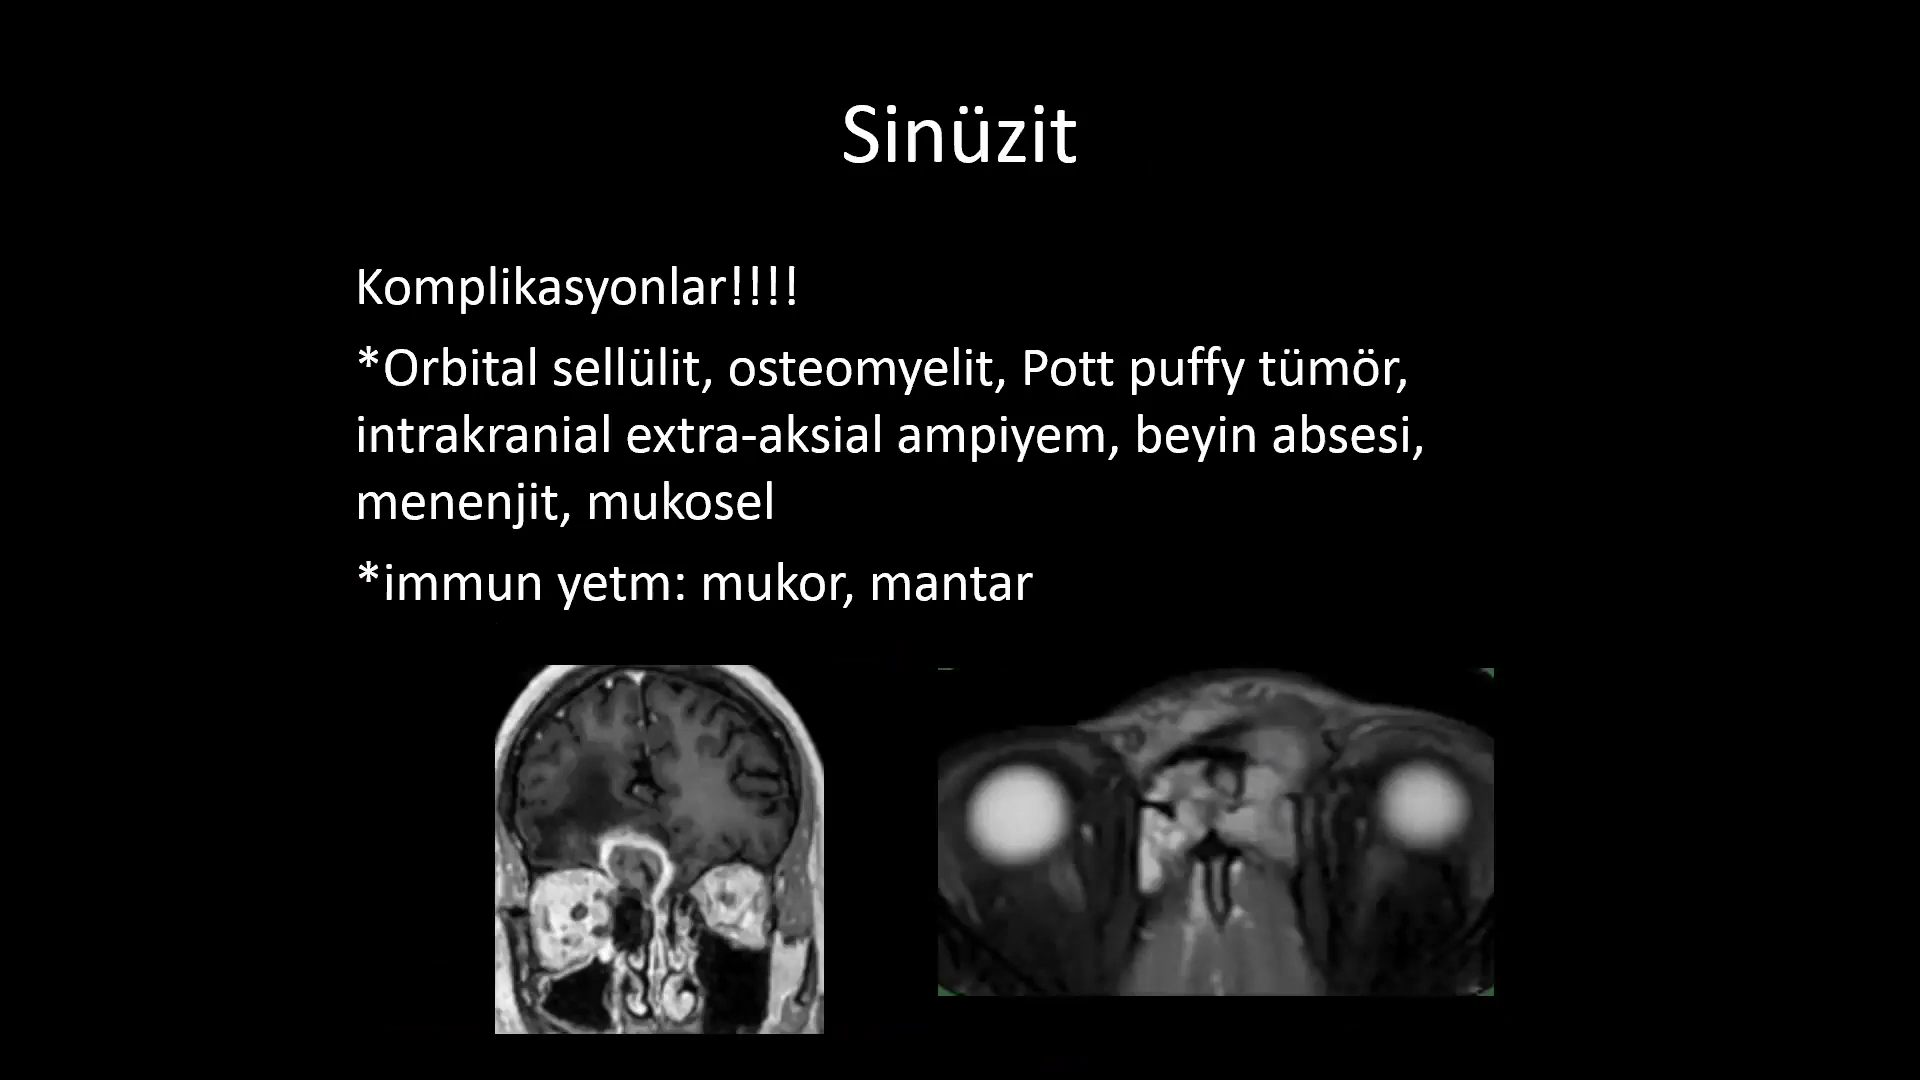 Sinüzit
Komplikasyonlar!!!!
*Orbital sellülit, osteomyelit, Pott puffy tümör,
intrakranial extra-aksial ampiyem, beyin absesi,
menenjit, mukosel
*immun yetm: mukor, mantar